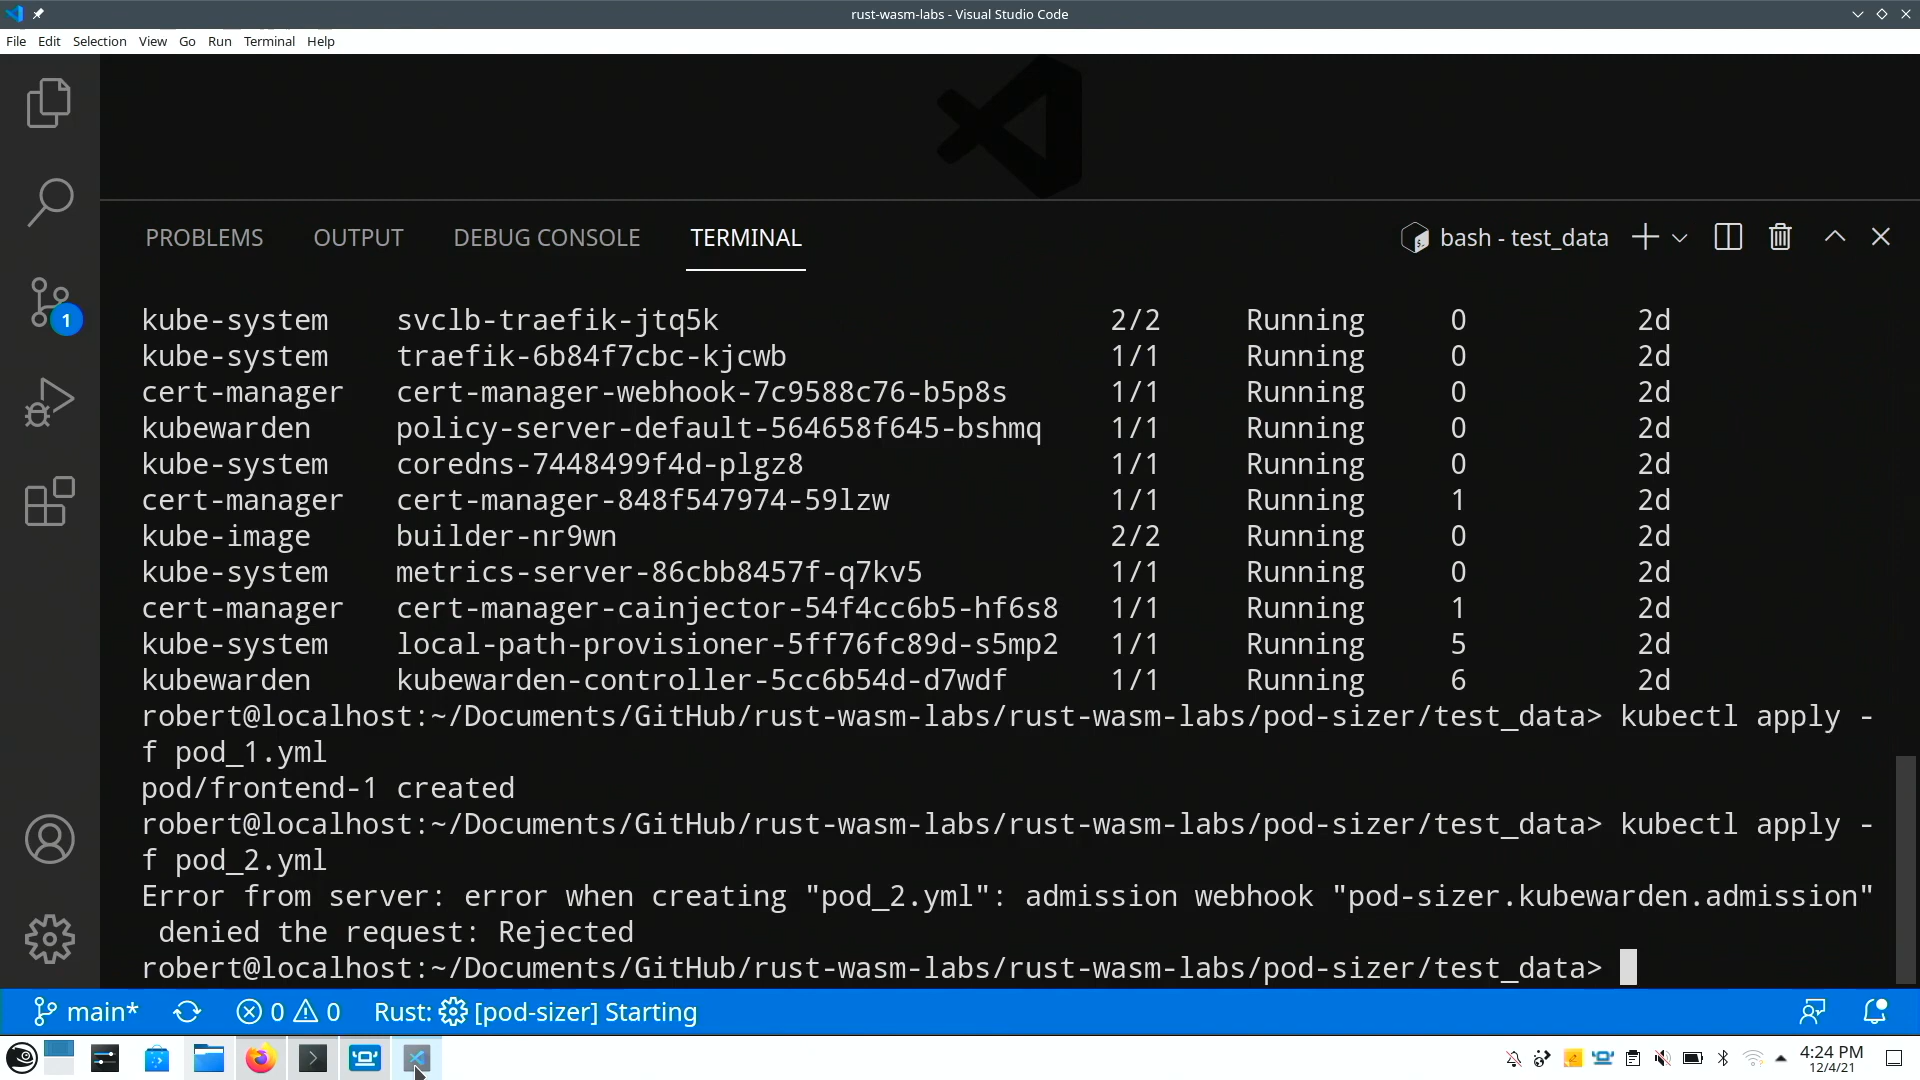 rust-wasm-labs - Visual Studio Code
File Edit Selection View Go Run Terminal Help
PROBLEMS OUTPUT DEBUG CONSOLE TERMINAL bash - test_data
kube-system svclb-traefik-jtq5k 2/2 Running 0 2d
kube-system traefik-6b84f7cbc-kjcwb 1/1 Running 0 2d
cert-manager cert-manager-webhook-7c9588c76-b5p8s 1/1 Running 0 2d
kubewarden policy-server-default-564658f645-bshmq 1/1 Running 0 2d
kube-system coredns-7448499f4d-plgz8 1/1 Running 0 2d
cert-manager cert-manager-848f547974-59lzw 1/1 Running 1 2d
kube-image builder-nr9wn 2/2 Running 0 2d
kube-system metrics-server-86cbb8457f-q7kv5 1/1 Running 0 2d
cert-manager cert-manager-cainjector-54f4cc6b5-hf6s8 1/1 Running 1 2d
kube-system local-path-provisioner-5ff76fc89d-s5mp2 1/1 Running 5 2d
kubewarden kubewarden-controller-5cc6b54d-d7wdf 1/1 Running 6 2d
robert@localhost:~/Documents/GitHub/rust-wasm-labs/rust-wasm-labs/pod-sizer/test_data> kubectl apply -
f pod_1.yml
pod/frontend-1 created
robert@localhost:~/Documents/GitHub/rust-wasm-labs/rust-wasm-labs/pod-sizer/test_data> kubectl apply -
f pod_2.yml
Error from server: error when creating "pod_2.yml": admission webhook "pod-sizer.kubewarden.admission"
denied the request: Rejected
robert@localhost:~/Documents/GitHub/rust-wasm-labs/rust-wasm-labs/pod-sizer/test_data>
1
main* 0 0 Rust: [pod-sizer] Starting
4:24 PM
12/4/21